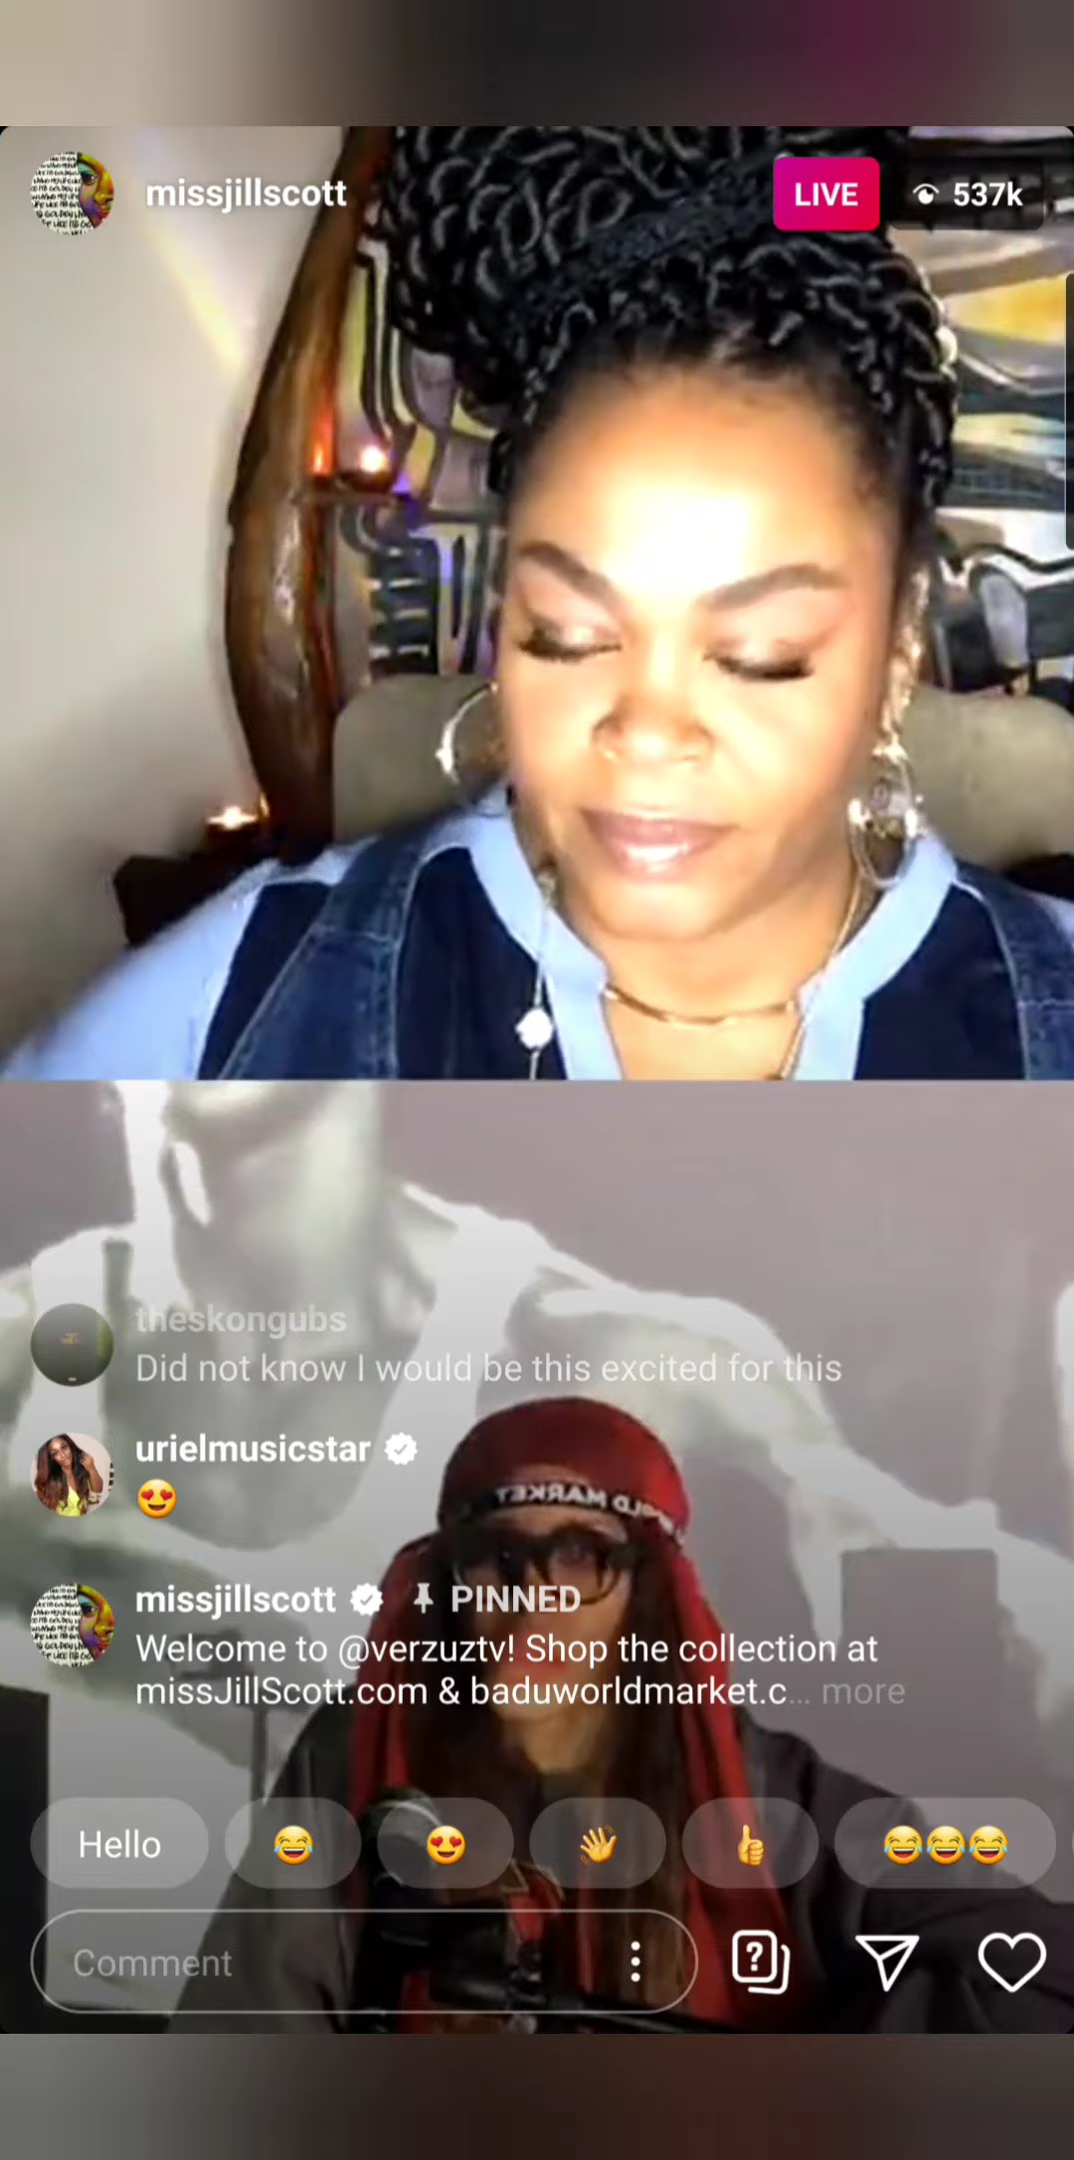 missjillscott
LIVE
537k
theskongubs
Did not know I would be this excited for this
urielmusicstar
missjillscott PINNED
Welcome to @verzuztv! Shop the collection at
missJillScott.com & baduworldmarket.c... more
MARKET
Hello
Comment